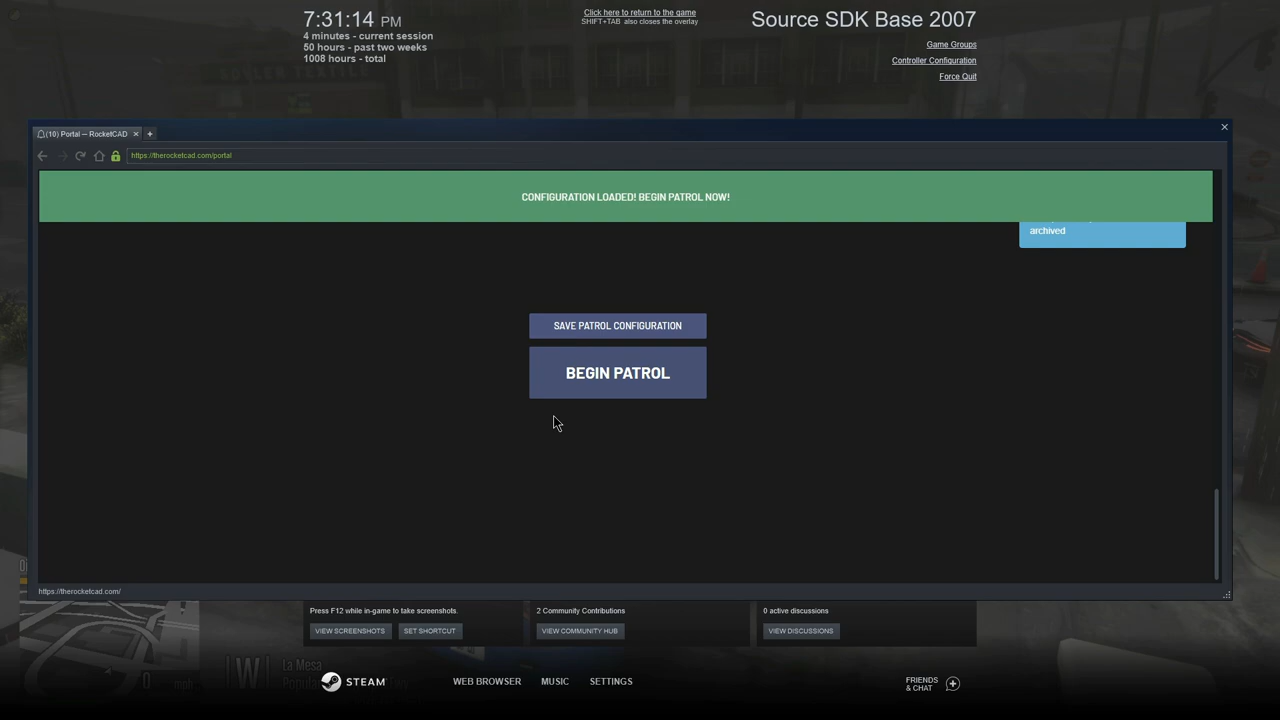 7:31:14 PM
4 minutes - current session
50 hours - past two weeks
1008 hours - total
Click here to return to the game
SHIFT+TAB also closes the overlay
Source SDK Base 2007
Game Groups
Controller Configuration
Force Quit
(10) Portal — RocketCAD
https://therocketcad.com/portal
CONFIGURATION LOADED! BEGIN PATROL NOW!
archived
SAVE PATROL CONFIGURATION
BEGIN PATROL
https://therocketcad.com/
Press F12 while in-game to take screenshots.
VIEW SCREENSHOTS
SET SHORTCUT
2 Community Contributions
VIEW COMMUNITY HUB
0 active discussions
VIEW DISCUSSIONS
W
La Mesa
0 mph
STEAM
WEB BROWSER
MUSIC
SETTINGS
FRIENDS
& CHAT